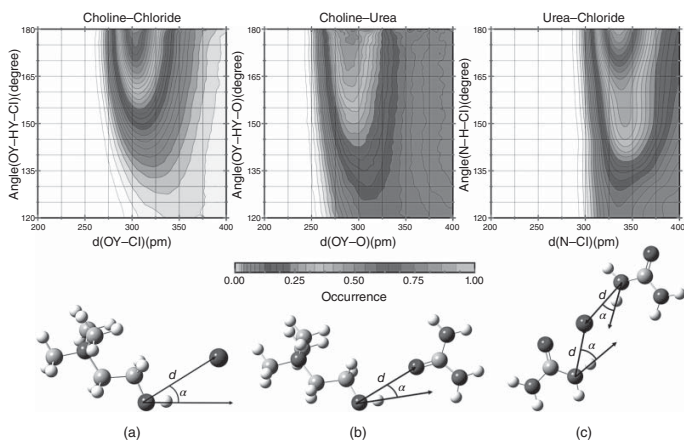 Choline–Chloride
Choline–Urea
Urea–Chloride
Angle(OY–HY–Cl)(degree)
180
165
150
135
120
200
250
300
350
400
d(OY–Cl)(pm)
Angle(OY–HY–O)(degree)
180
165
150
135
120
200
250
300
350
400
d(OY–O)(pm)
Angle(N–H–Cl)(degree)
180
165
150
135
120
200
250
300
350
400
d(N–Cl)(pm)
0.00
0.25
0.50
0.75
1.00
Occurrence
d
α
d
α
d
α
d
α
(a)
(b)
(c)